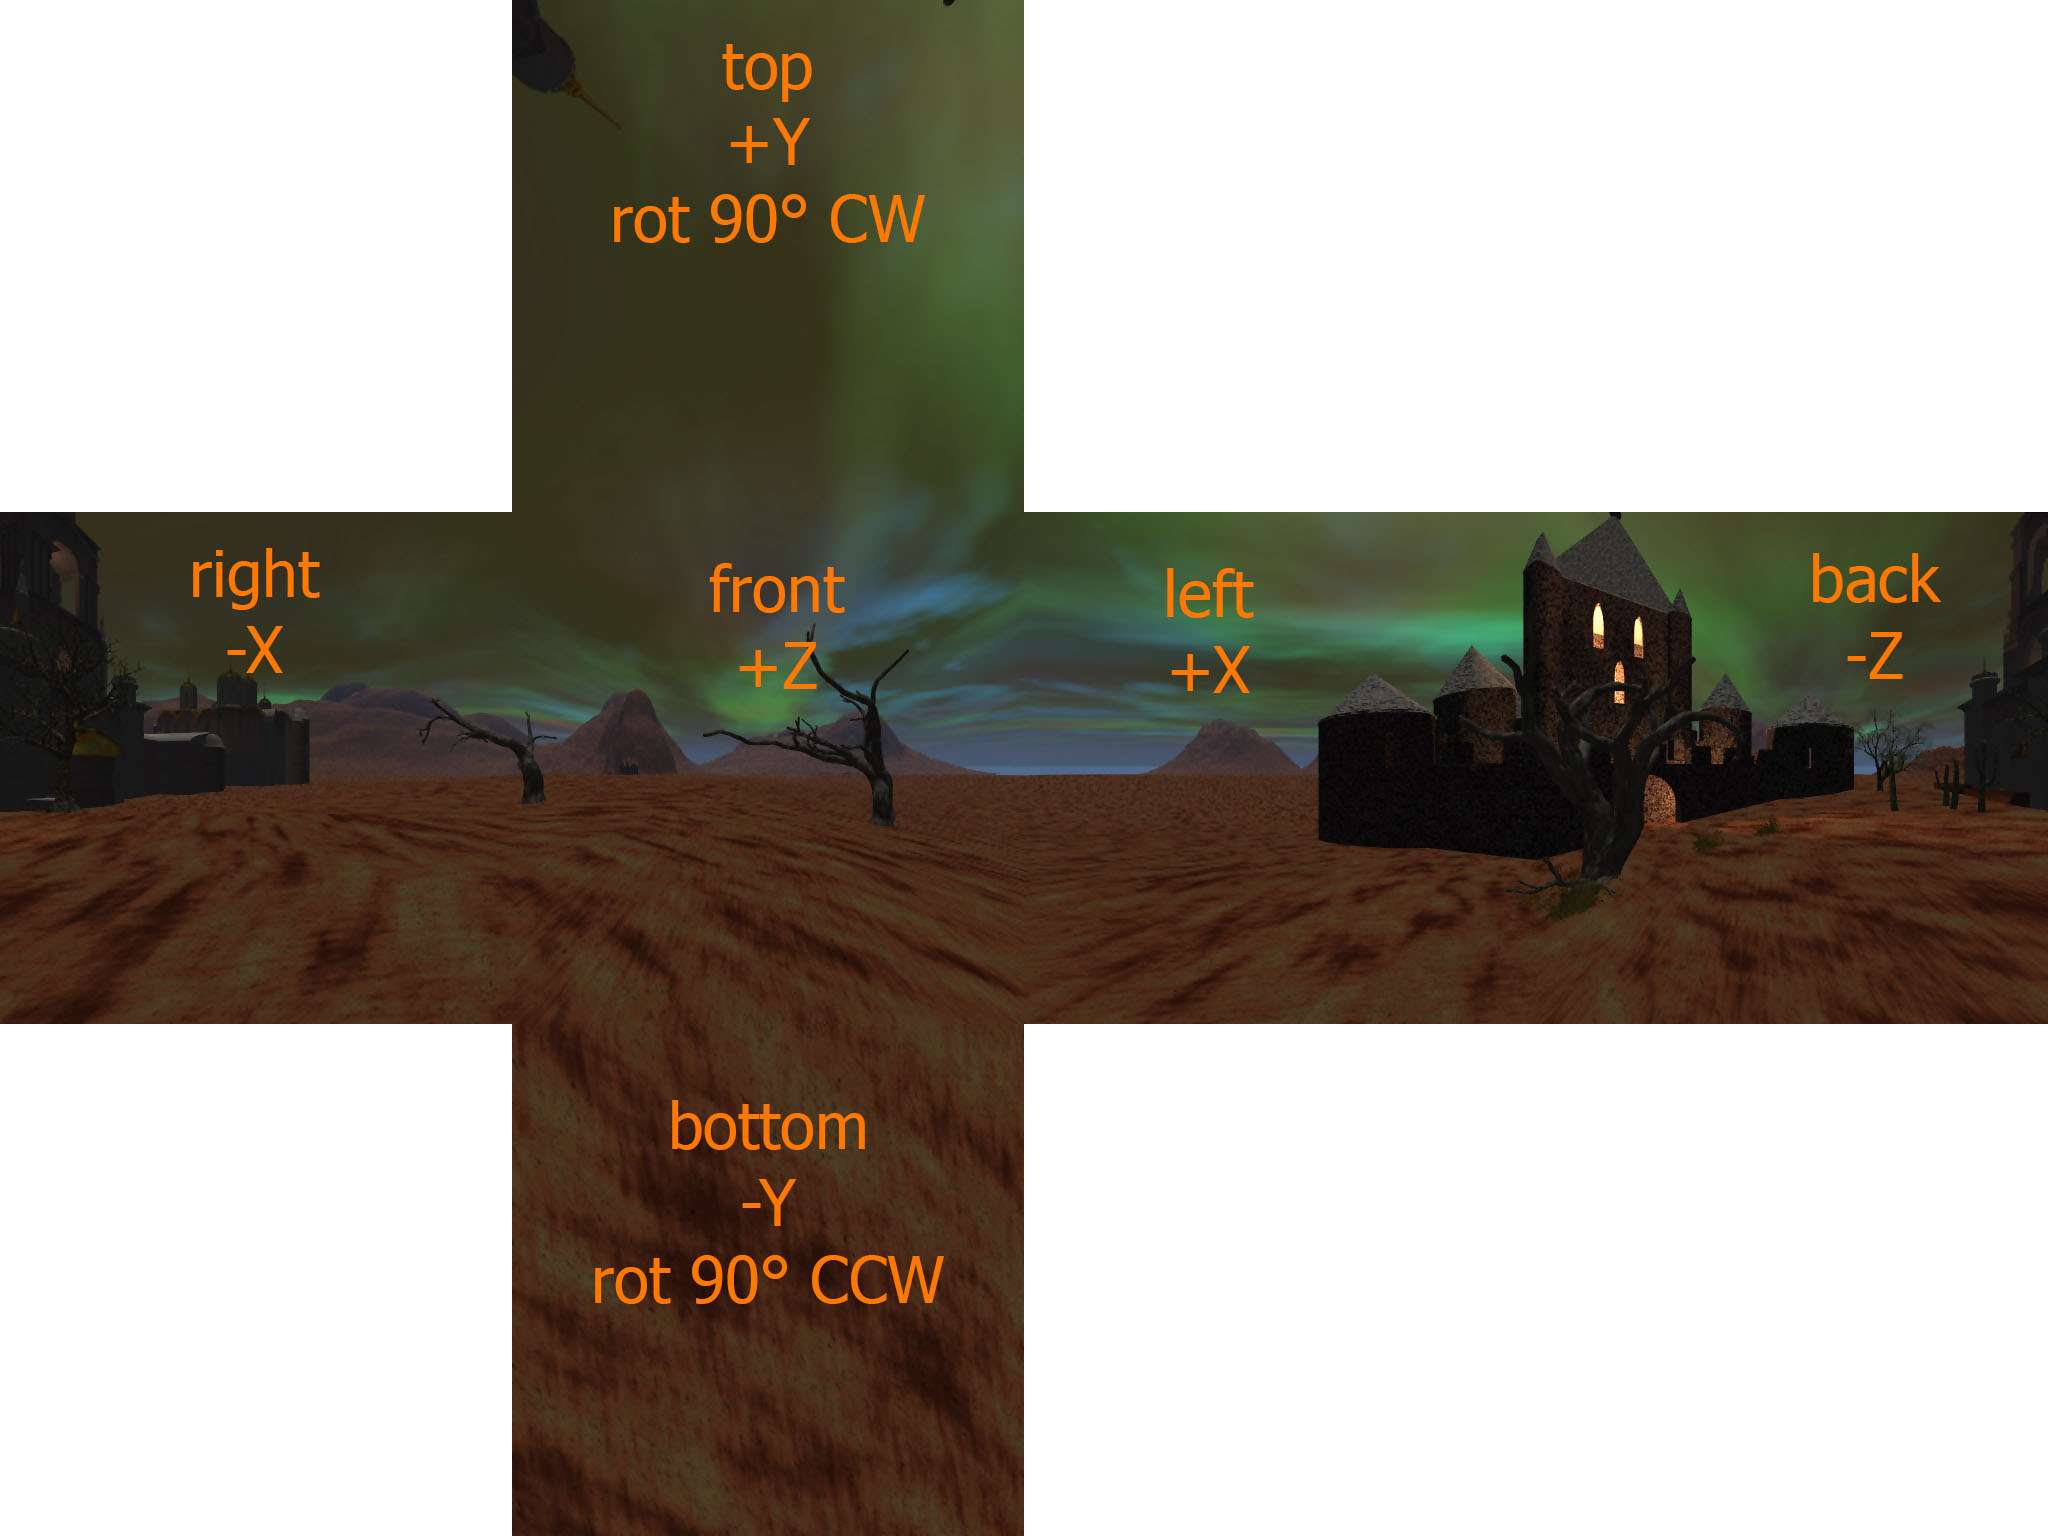 top
+Y
rot 90° CW
right
-X
front
+Z
left
+X
back
-Z
bottom
-Y
rot 90° CCW